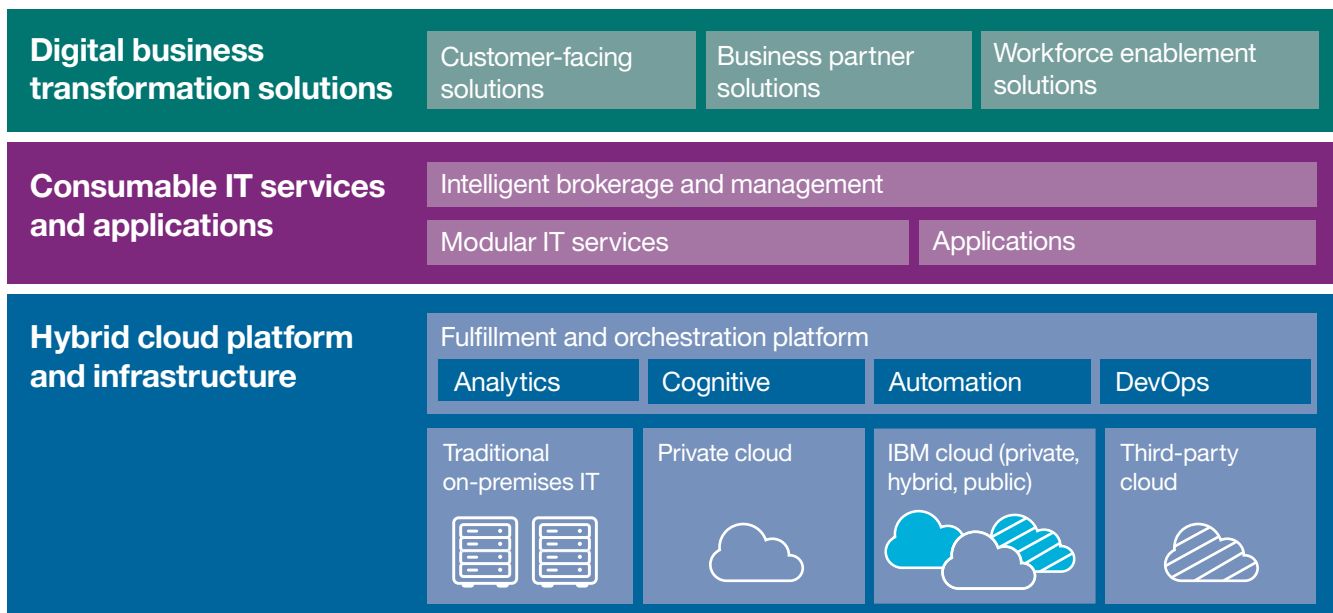 Digital business
transformation solutions
Customer-facing
solutions
Business partner
solutions
Workforce enablement
solutions
Consumable IT services
and applications
Intelligent brokerage and management
Modular IT services
Applications
Hybrid cloud platform
and infrastructure
Fulfillment and orchestration platform
Analytics
Cognitive
Automation
DevOps
Traditional
on-premises IT
Private cloud
IBM cloud (private,
hybrid, public)
Third-party
cloud